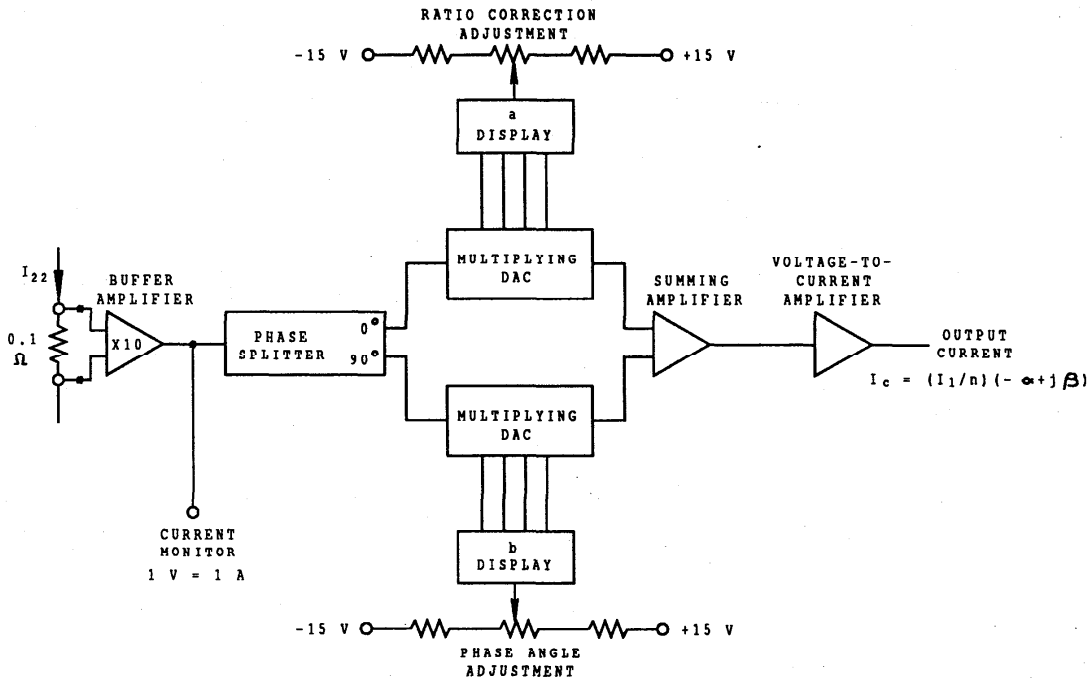 RATIO CORRECTION
ADJUSTMENT
-15 V
+15 V
a
DISPLAY
I22
BUFFER
AMPLIFIER
0.1
Ω
X10
PHASE
SPLITTER
0°
90°
MULTIPLYING
DAC
MULTIPLYING
DAC
SUMMING
AMPLIFIER
VOLTAGE-TO-
CURRENT
AMPLIFIER
OUTPUT
CURRENT
Ic = (I1/n)(-α+jβ)
CURRENT
MONITOR
1 V = 1 A
b
DISPLAY
-15 V
+15 V
PHASE ANGLE
ADJUSTMENT